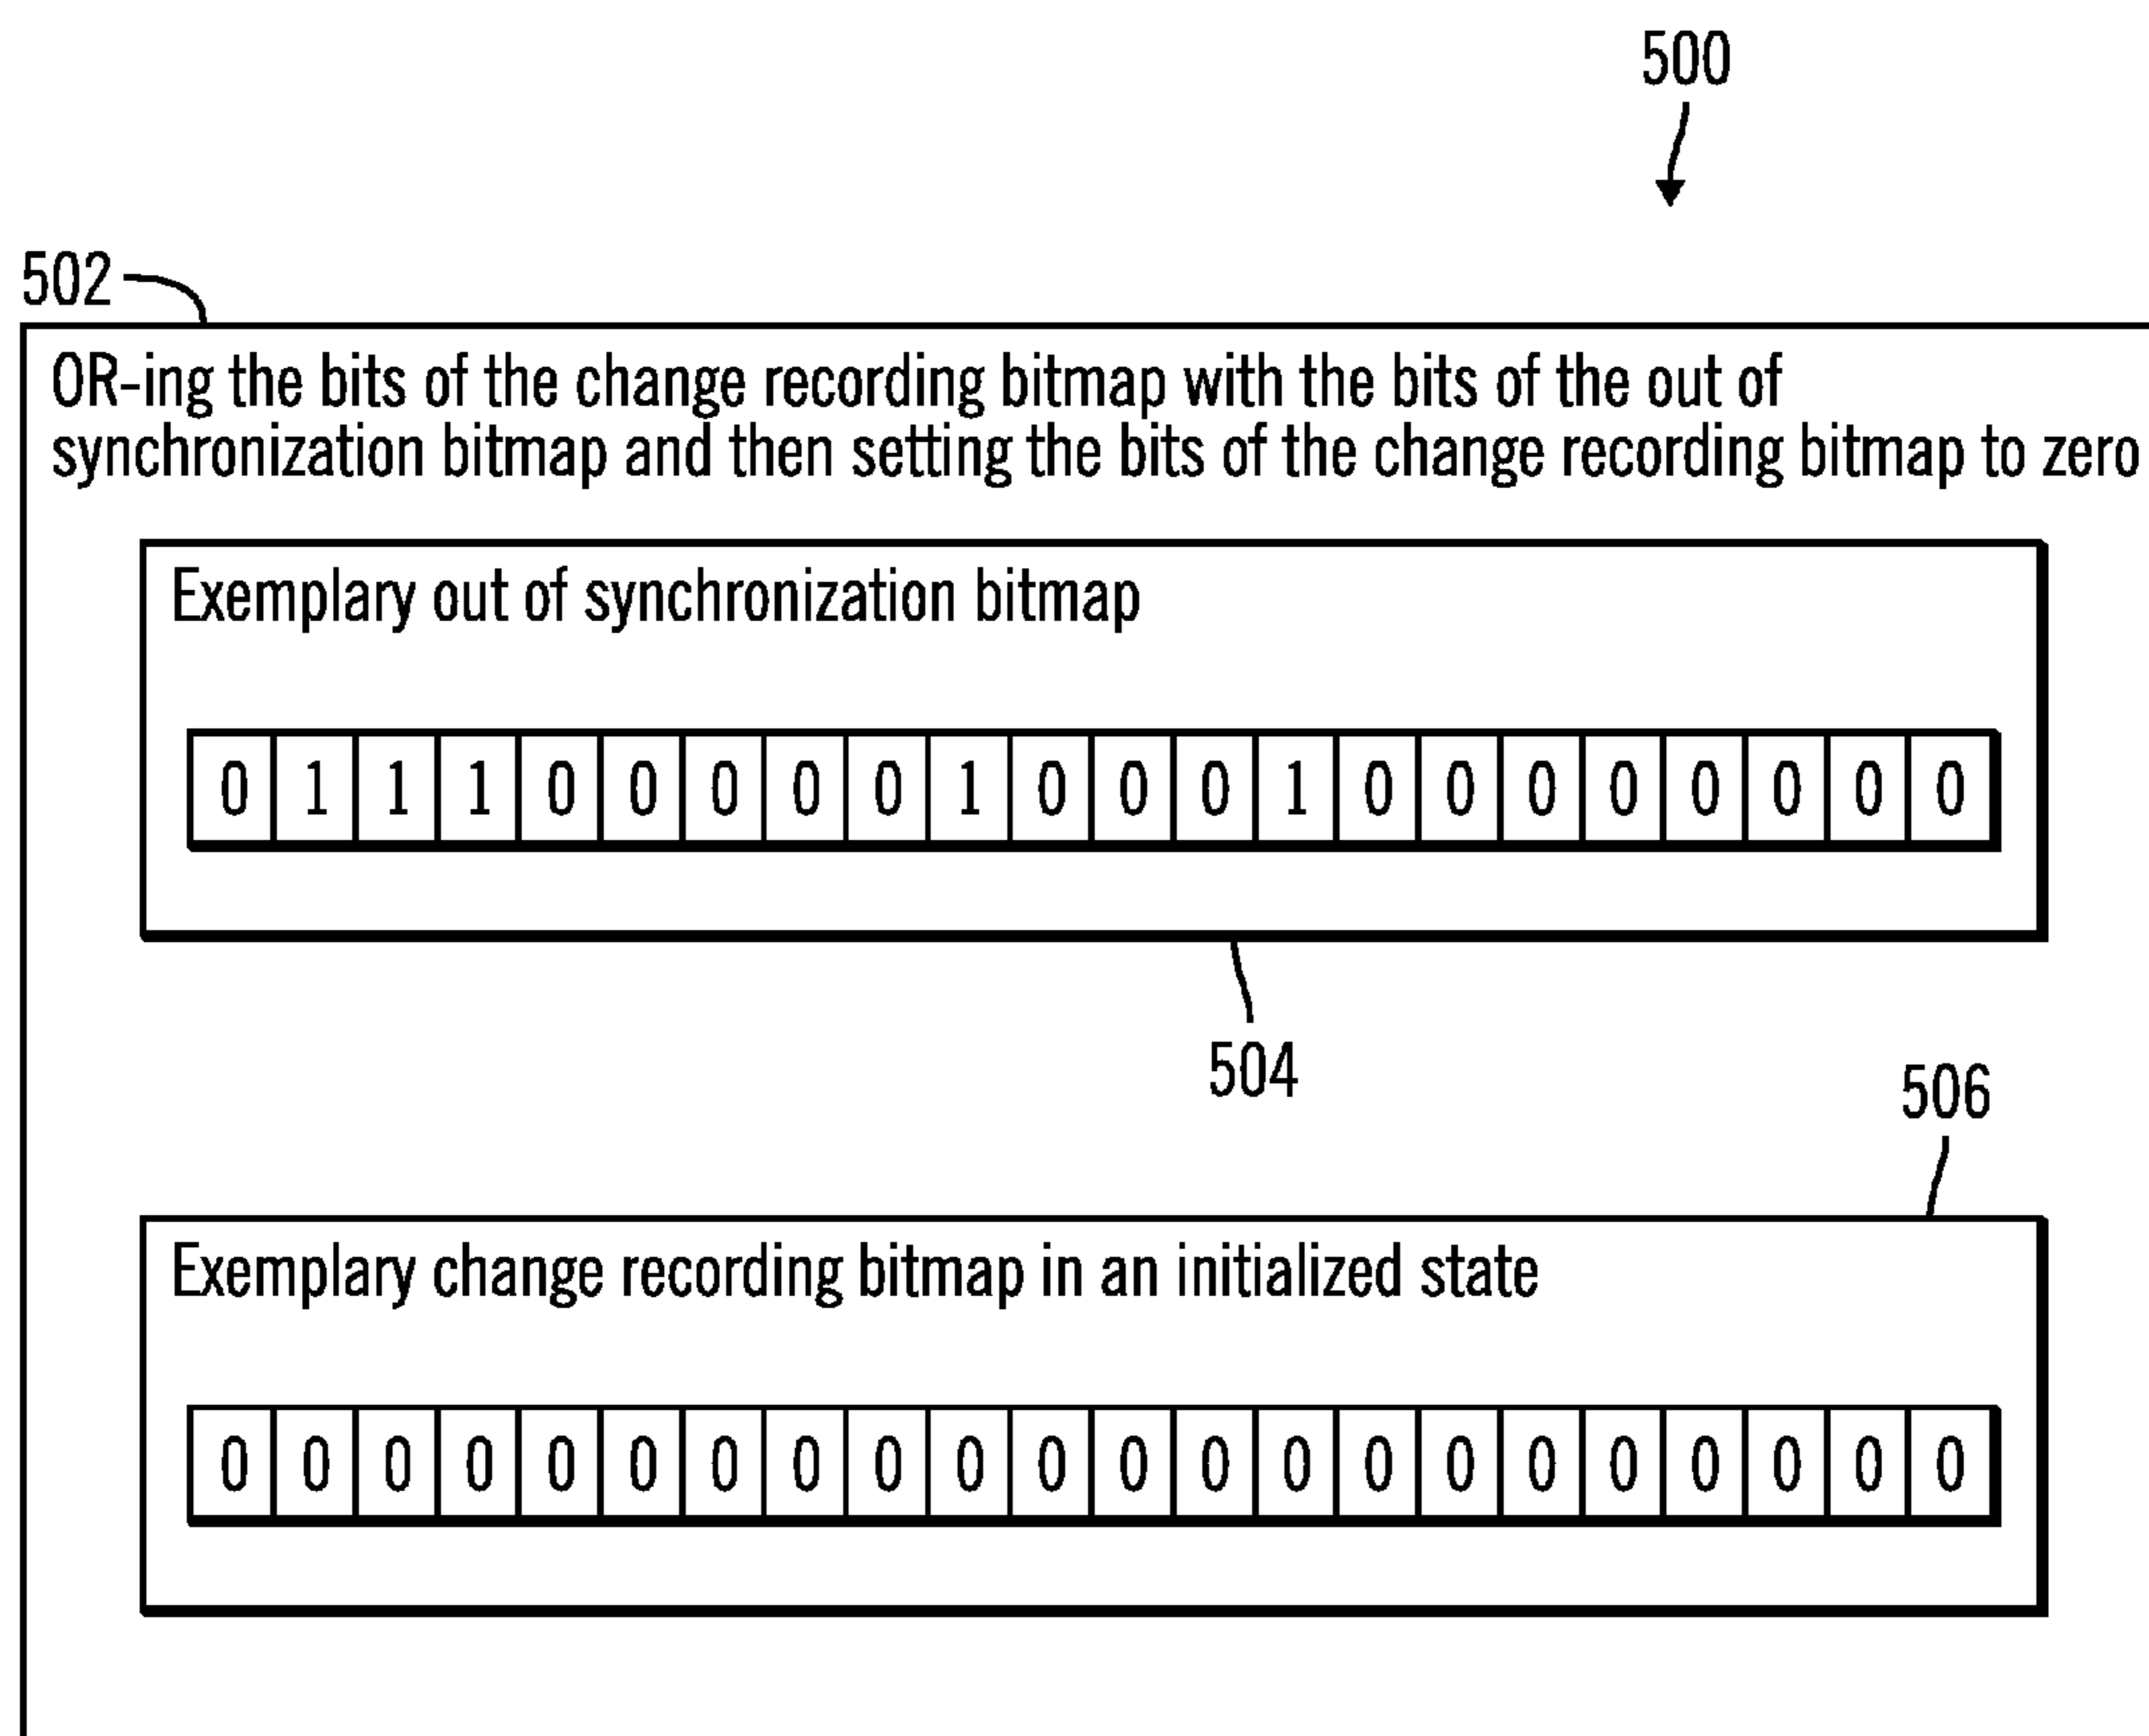 500
502
OR-ing the bits of the change recording bitmap with the bits of the out of
synchronization bitmap and then setting the bits of the change recording bitmap to zero
Exemplary out of synchronization bitmap
0 1 1 1 0 0 0 0 0 1 0 0 0 1 0 0 0 0 0 0 0 0
504
506
Exemplary change recording bitmap in an initialized state
0 0 0 0 0 0 0 0 0 0 0 0 0 0 0 0 0 0 0 0 0 0